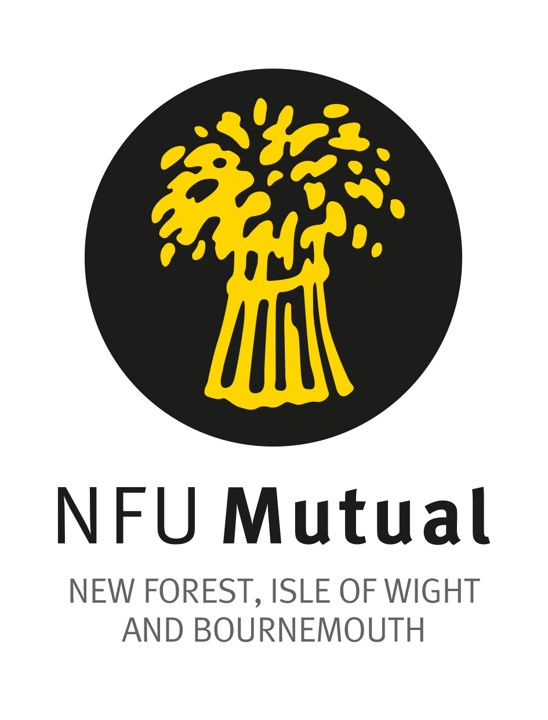 NFU Mutual
NEW FOREST, ISLE OF WIGHT
AND BOURNEMOUTH